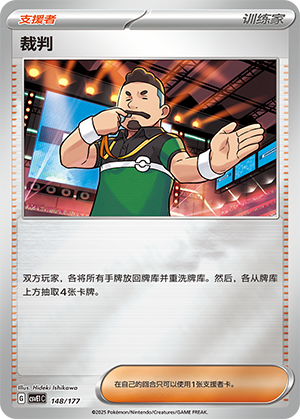 支援者
训练家
裁判
双方玩家，各将所有手牌放回牌库并重洗牌库。然后，各从牌库
上方抽取4张卡牌。
Illus. Hideki Ishikawa
在自己的回合只可以使用1张支援者卡。
G CSV1C 148/177
©2025 Pokémon/Nintendo/Creatures/GAME FREAK.